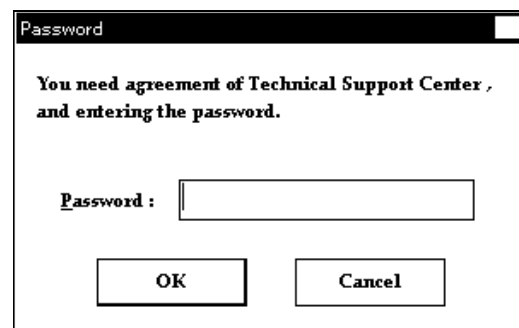 Password
You need agreement of Technical Support Center ,
and entering the password.
Password :
OK Cancel